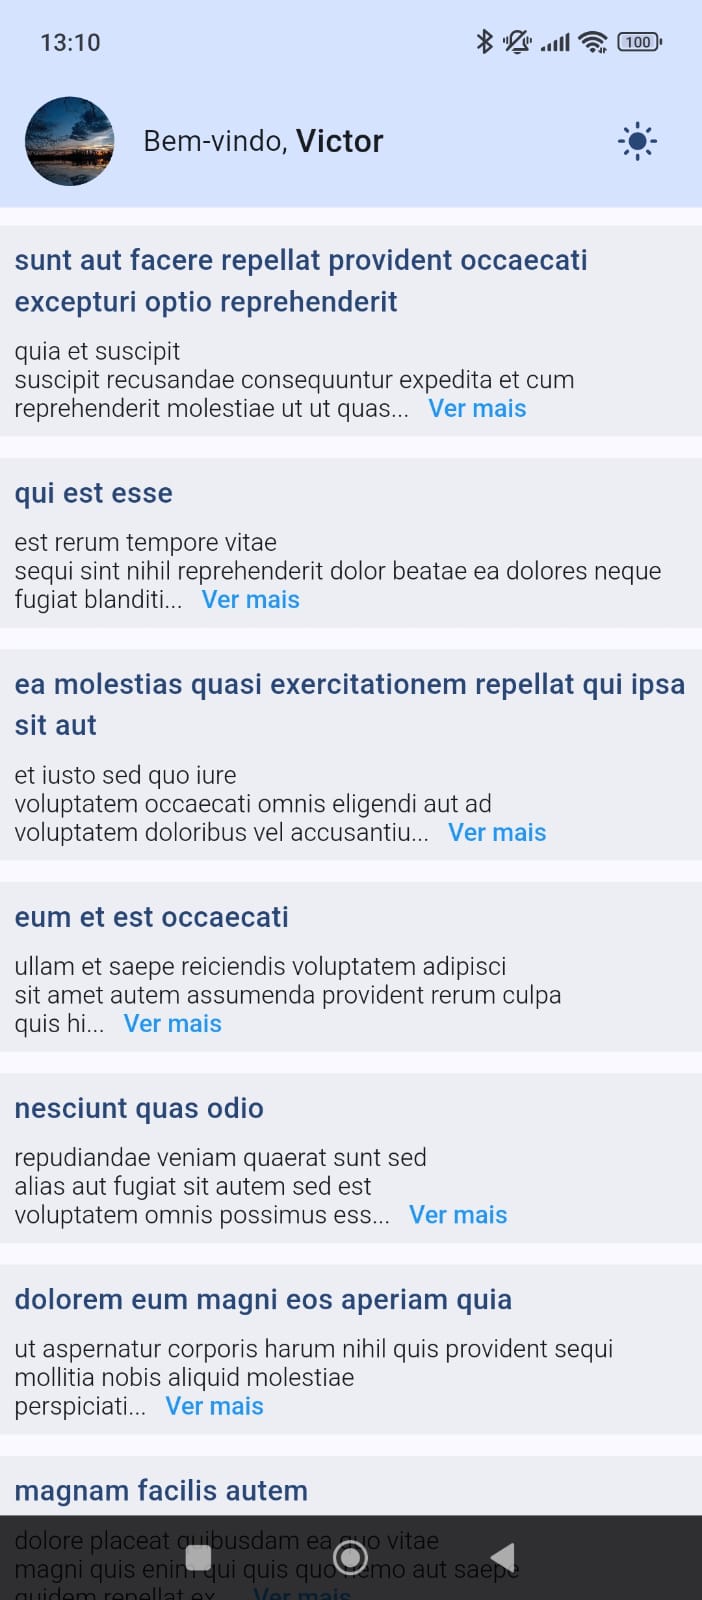 13:10
100
Bem-vindo, Victor
sunt aut facere repellat provident occaecati
excepturi optio reprehenderit
quia et suscipit
suscipit recusandae consequuntur expedita et cum
reprehenderit molestiae ut ut quas... Ver mais
qui est esse
est rerum tempore vitae
sequi sint nihil reprehenderit dolor beatae ea dolores neque
fugiat blanditi... Ver mais
ea molestias quasi exercitationem repellat qui ipsa
sit aut
et iusto sed quo iure
voluptatem occaecati omnis eligendi aut ad
voluptatem doloribus vel accusantiu... Ver mais
eum et est occaecati
ullam et saepe reiciendis voluptatem adipisci
sit amet autem assumenda provident rerum culpa
quis hi... Ver mais
nesciunt quas odio
repudiandae veniam quaerat sunt sed
alias aut fugiat sit autem sed est
voluptatem omnis possimus ess... Ver mais
dolorem eum magni eos aperiam quia
ut aspernatur corporis harum nihil quis provident sequi
mollitia nobis aliquid molestiae
perspiciati... Ver mais
magnam facilis autem
dolore placeat quibusdam ea quo vitae
magni quis enim qui quis quo nemo aut saepe
quidem repellat ex... Ver mais